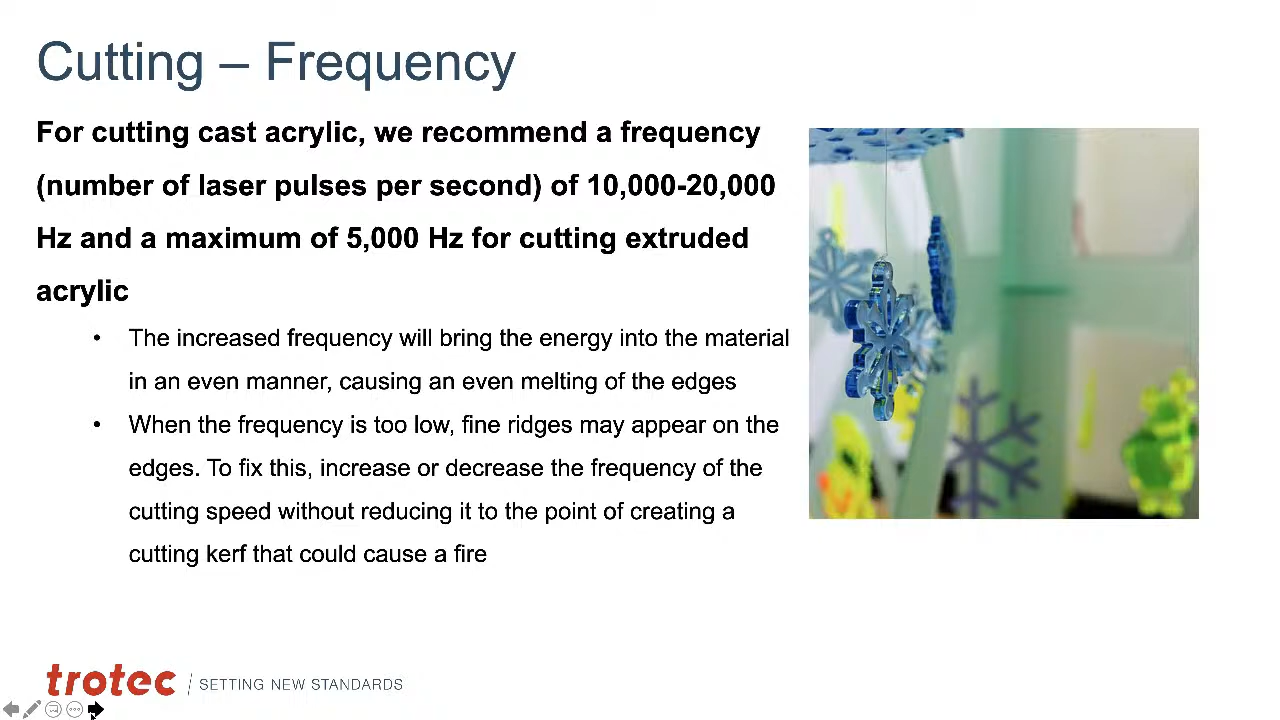 Cutting – Frequency
For cutting cast acrylic, we recommend a frequency
(number of laser pulses per second) of 10,000-20,000
Hz and a maximum of 5,000 Hz for cutting extruded
acrylic
• The increased frequency will bring the energy into the material
in an even manner, causing an even melting of the edges
• When the frequency is too low, fine ridges may appear on the
edges. To fix this, increase or decrease the frequency of the
cutting speed without reducing it to the point of creating a
cutting kerf that could cause a fire
trotec / SETTING NEW STANDARDS